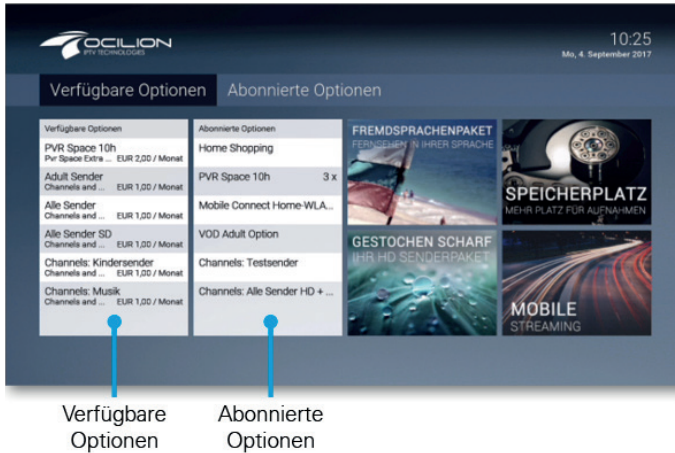 OCILION
IPTV TECHNOLOGIES
10:25
Mo, 4. September 2017
Verfügbare Optionen
Abonnierte Optionen
Verfügbare Optionen
PVR Space 10h
Pvr Space Extra ... EUR 2,00 / Monat
Adult Sender
Channels and ... EUR 1,00 / Monat
Alle Sender
Channels and ... EUR 1,00 / Monat
Alle Sender SD
Channels and ... EUR 1,00 / Monat
Channels: Kindersender
Channels and ... EUR 1,00 / Monat
Channels: Musik
Channels and ... EUR 1,00 / Monat
Abonnierte Optionen
Home Shopping
PVR Space 10h 3 x
Mobile Connect Home-WLA...
VOD Adult Option
Channels: Testsender
Channels: Alle Sender HD + ...
FREMDSPRACHENPAKET
FERNSEHEN IN IHRER SPRACHE
SPEICHERPLATZ
MEHR PLATZ FÜR AUFNAHMEN
GESTOCHEN SCHARF
IHR HD SENDERPAKET
MOBILE
STREAMING
Verfügbare
Optionen
Abonnierte
Optionen